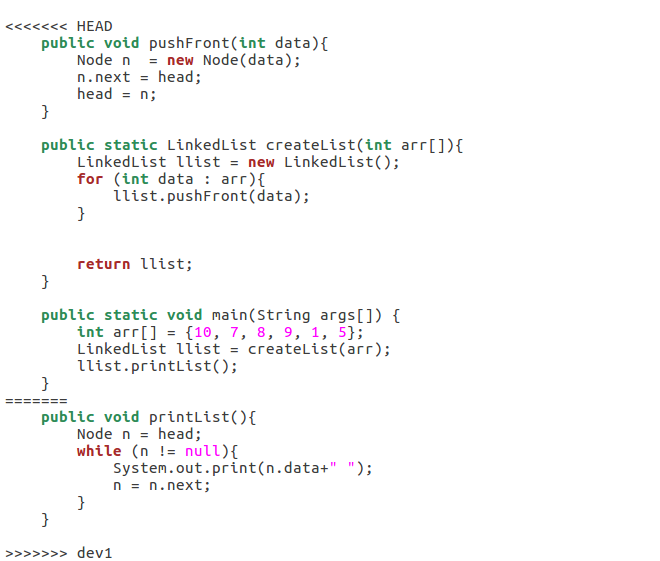 <<<<<<< HEAD
    public void pushFront(int data){
        Node n  = new Node(data);
        n.next = head;
        head = n;
    }

    public static LinkedList createList(int arr[]){
        LinkedList llist = new LinkedList();
        for (int data : arr){
            llist.pushFront(data);
        }


        return llist;
    }

    public static void main(String args[]) {
        int arr[] = {10, 7, 8, 9, 1, 5};
        LinkedList llist = createList(arr);
        llist.printList();
    }
=======
    public void printList(){
        Node n = head;
        while (n != null){
            System.out.print(n.data+" ");
            n = n.next;
        }
    }

>>>>>>> dev1